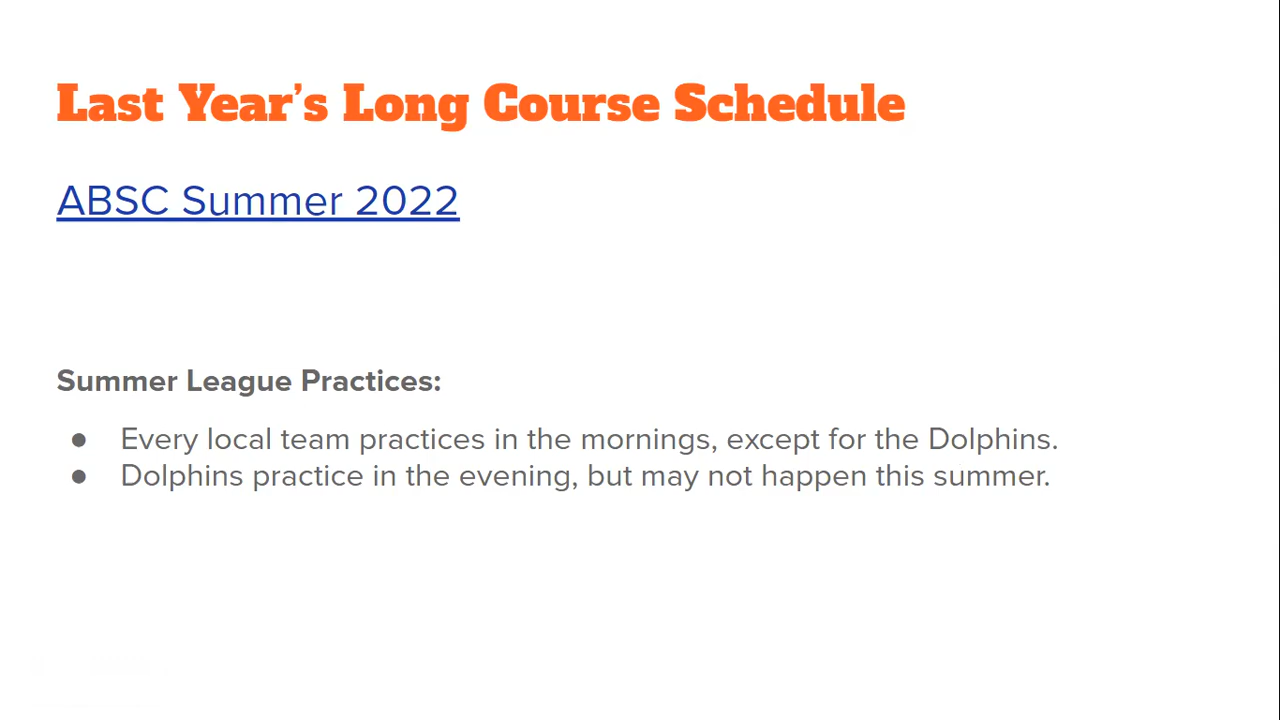 Last Year’s Long Course Schedule
ABSC Summer 2022
Summer League Practices:
● Every local team practices in the mornings, except for the Dolphins.
● Dolphins practice in the evening, but may not happen this summer.